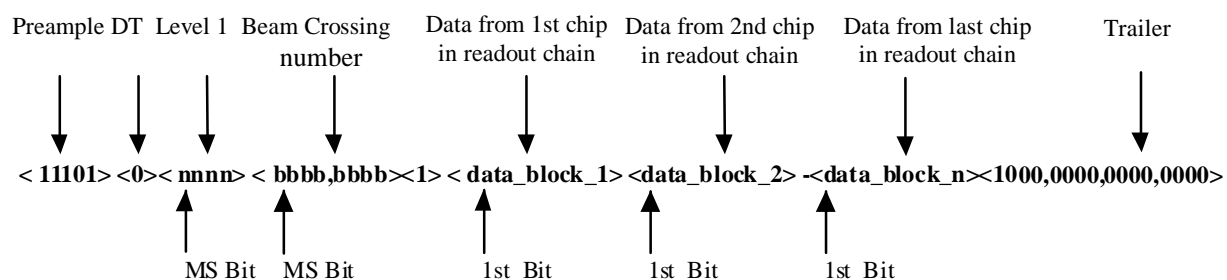 Preample DT Level 1 Beam Crossing Data from 1st chip Data from 2nd chip Data from last chip Trailer
number in readout chain in readout chain in readout chain
< 11101> <0>< nnnn> < bbbb,bbbb><1> < data_block_1> <data_block_2> -<data_block_n><1000,0000,0000,0000>
MS Bit MS Bit 1st Bit 1st Bit 1st Bit